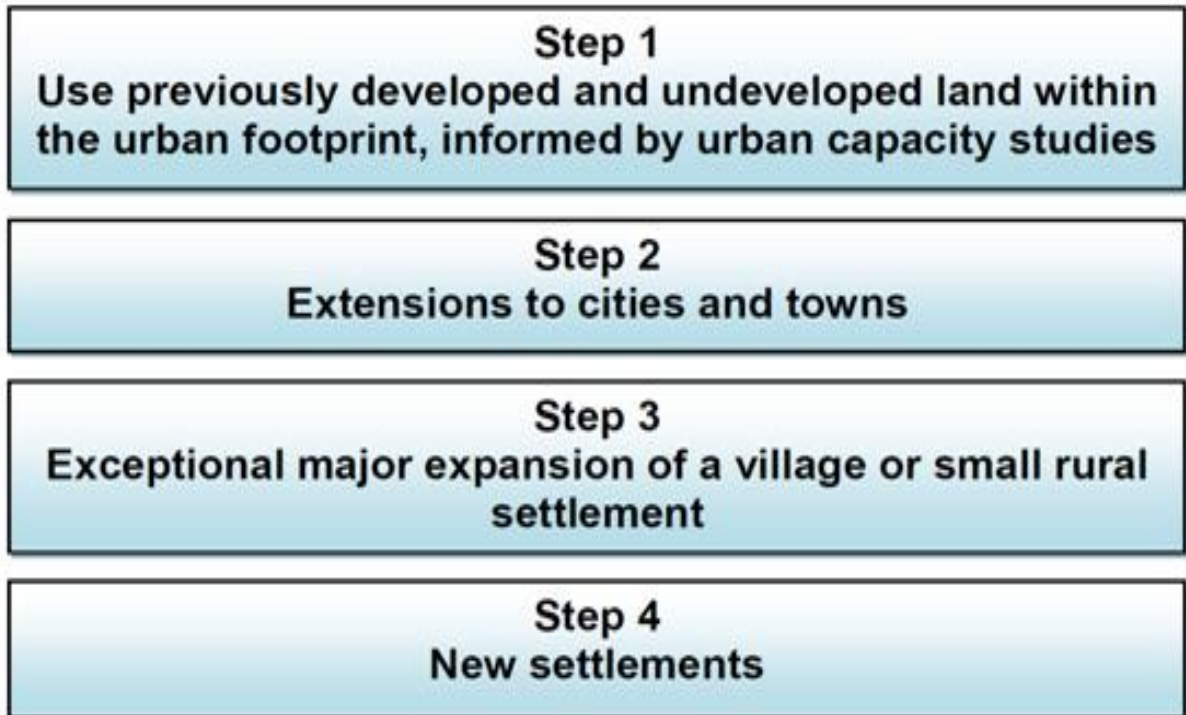 Step 1
Use previously developed and undeveloped land within
the urban footprint, informed by urban capacity studies
Step 2
Extensions to cities and towns
Step 3
Exceptional major expansion of a village or small rural
settlement
Step 4
New settlements